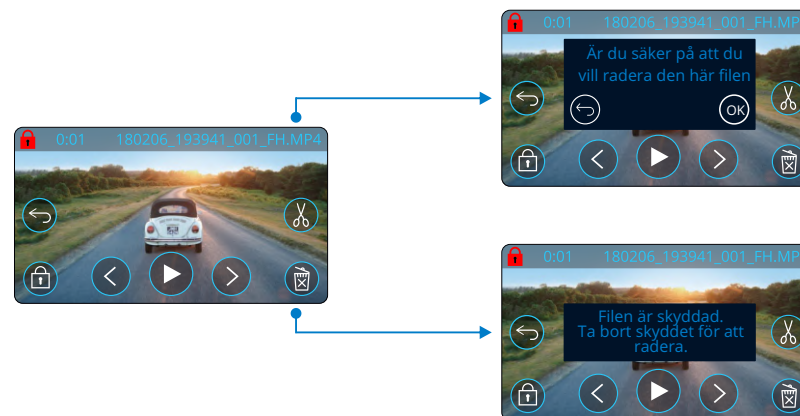 0:01 180206_193941_001_FH.MP4
0:01 180206_193941_001_FH.MP
Är du säker på att du
vill radera den här filen
OK
0:01 180206_193941_001_FH.MP
Filen är skyddad.
Ta bort skyddet för att
radera.